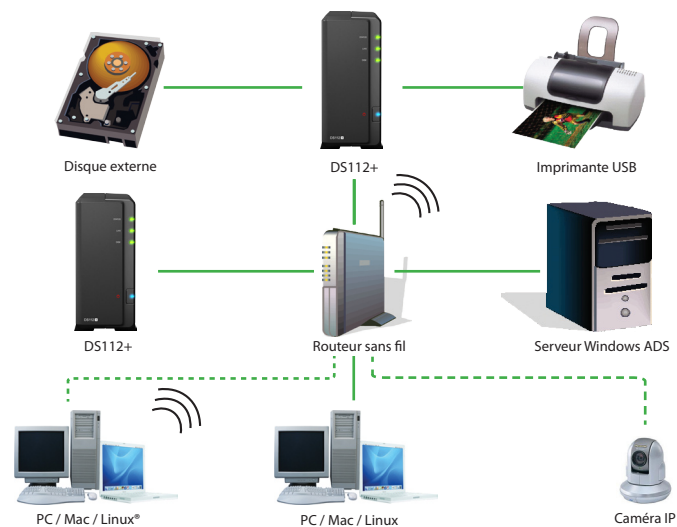 Disque externe
DS112+
Imprimante USB
DS112+
Routeur sans fil
Serveur Windows ADS
PC / Mac / Linux®
PC / Mac / Linux
Caméra IP